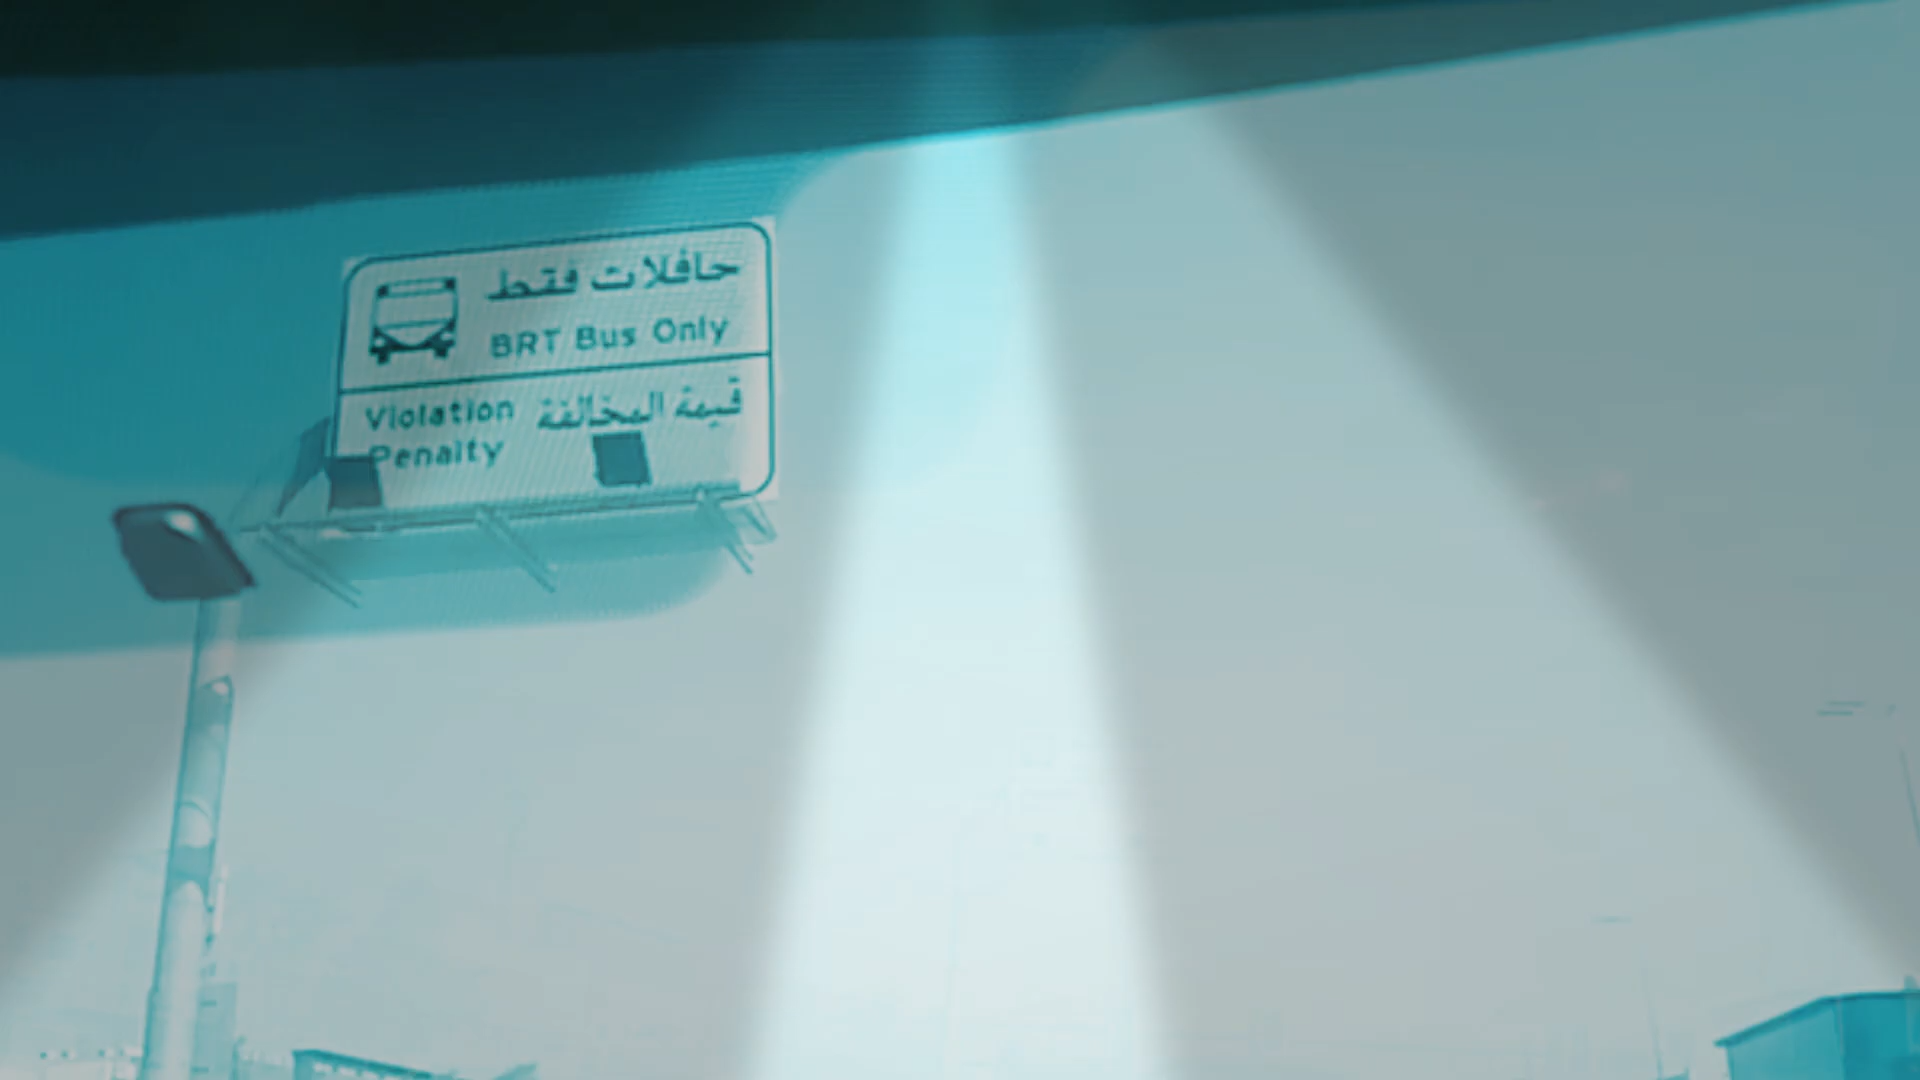 حافلات فقط
BRT Bus Only
قيمة المخالفة
Violation
Penalty